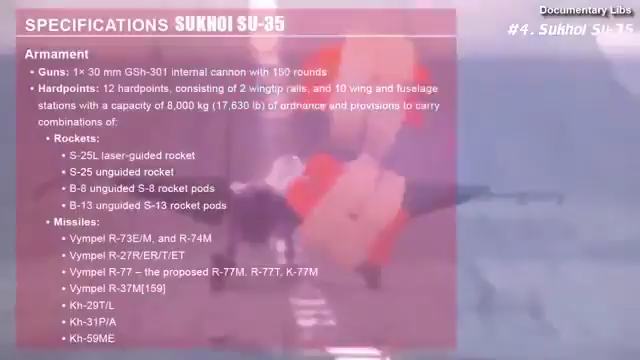 Documentary Libs
#4. Sukhoi Su-35
SPECIFICATIONS SUKHOI SU-35
Armament
• Guns: 1× 30 mm GSh-301 internal cannon with 150 rounds
• Hardpoints: 12 hardpoints, consisting of 2 wingtip rails, and 10 wing and fuselage
stations with a capacity of 8,000 kg (17,630 lb) of ordnance and provisions to carry
combinations of:
• Rockets:
• S-25L laser-guided rocket
• S-25 unguided rocket
• B-8 unguided S-8 rocket pods
• B-13 unguided S-13 rocket pods
• Missiles:
• Vympel R-73E/M, and R-74M
• Vympel R-27R/ER/T/ET
• Vympel R-77 – the proposed R-77M, R-77T, K-77M
• Vympel R-37M[159]
• Kh-29T/L
• Kh-31P/A
• Kh-59ME